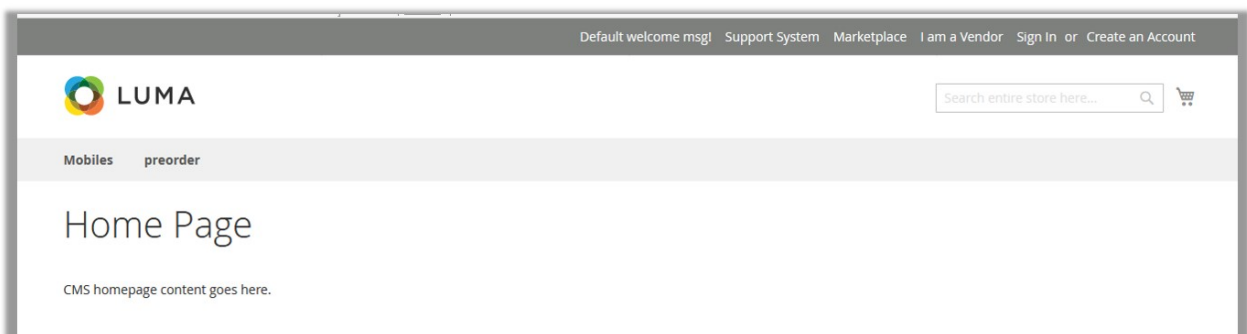 Default welcome msg! Support System Marketplace I am a Vendor Sign In or Create an Account
LUMA
Search entire store here...
Mobiles preorder
Home Page
CMS homepage content goes here.